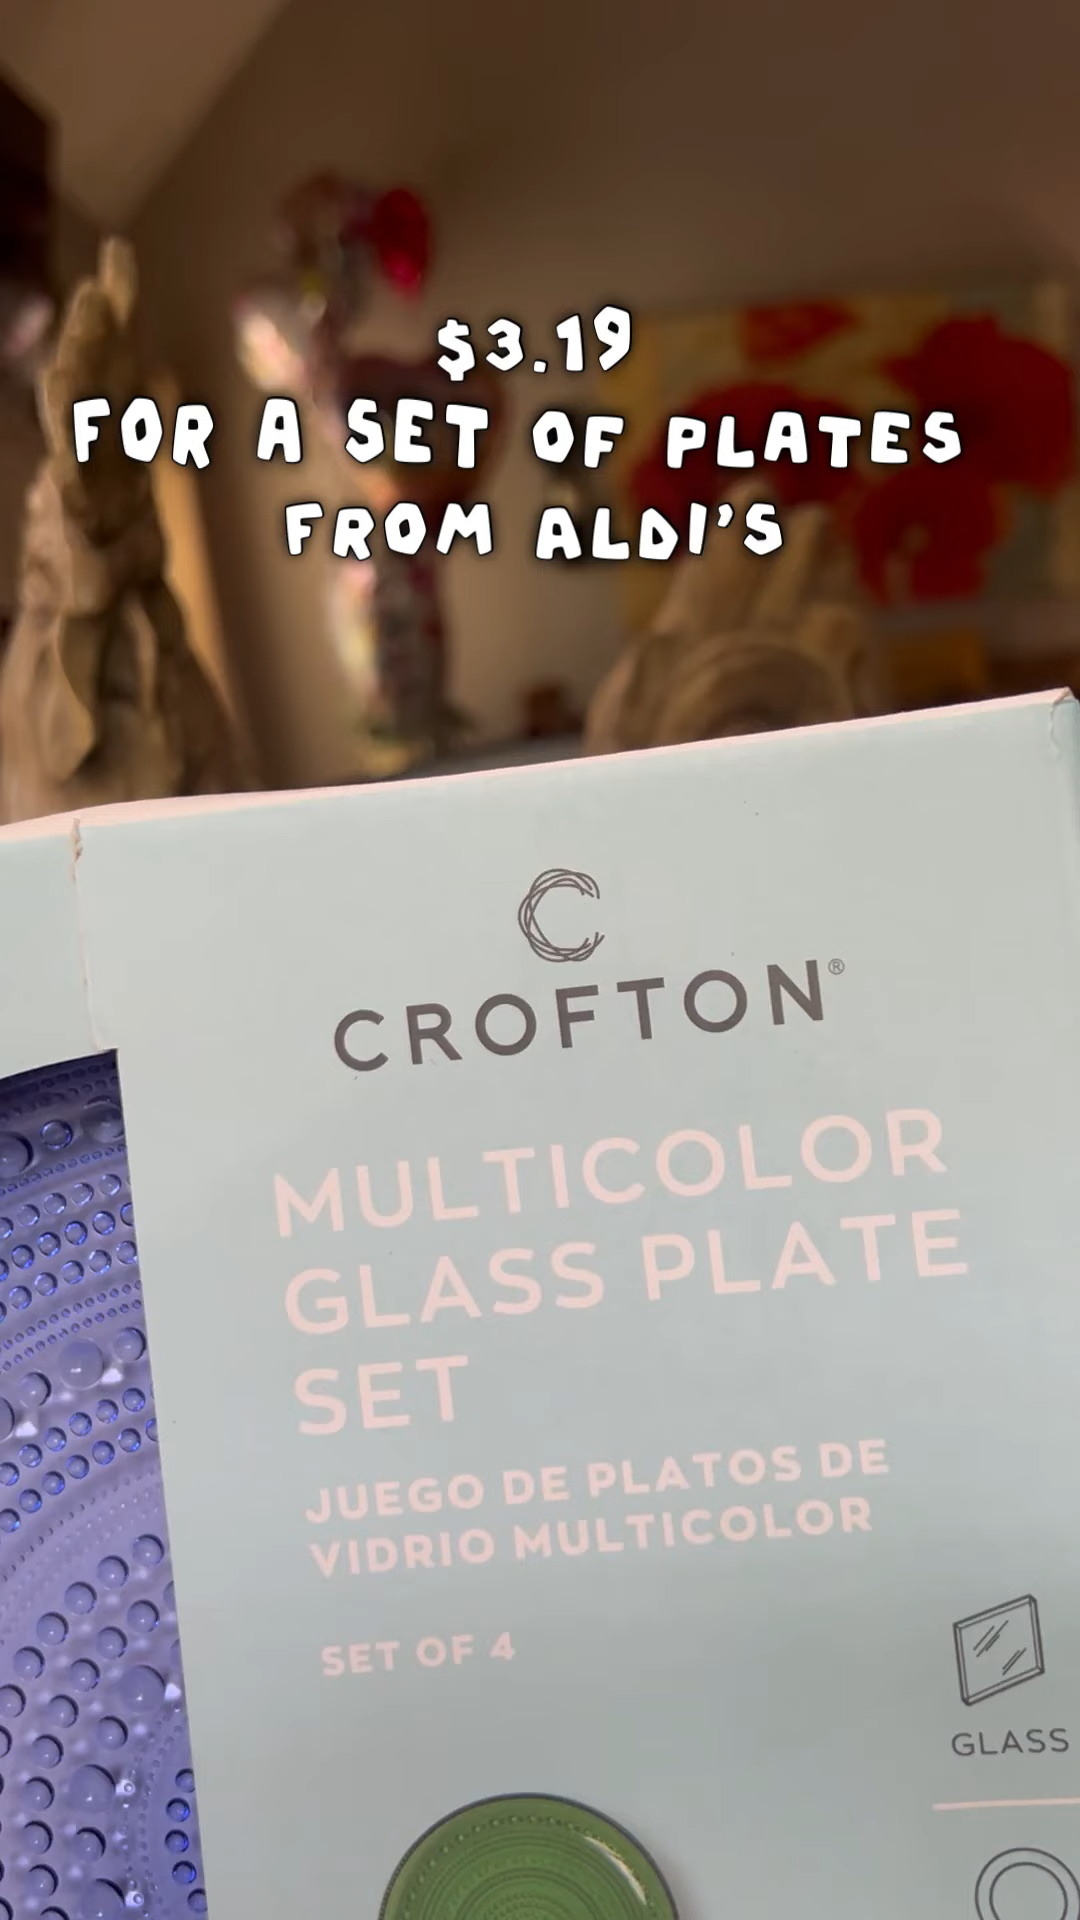 $3.19
FOR A SET OF PLATES
FROM ALDI'S
CROFTON®
MULTICOLOR
GLASS PLATE
SET
JUEGO DE PLATOS DE
VIDRIO MULTICOLOR
SET OF 4
GLASS